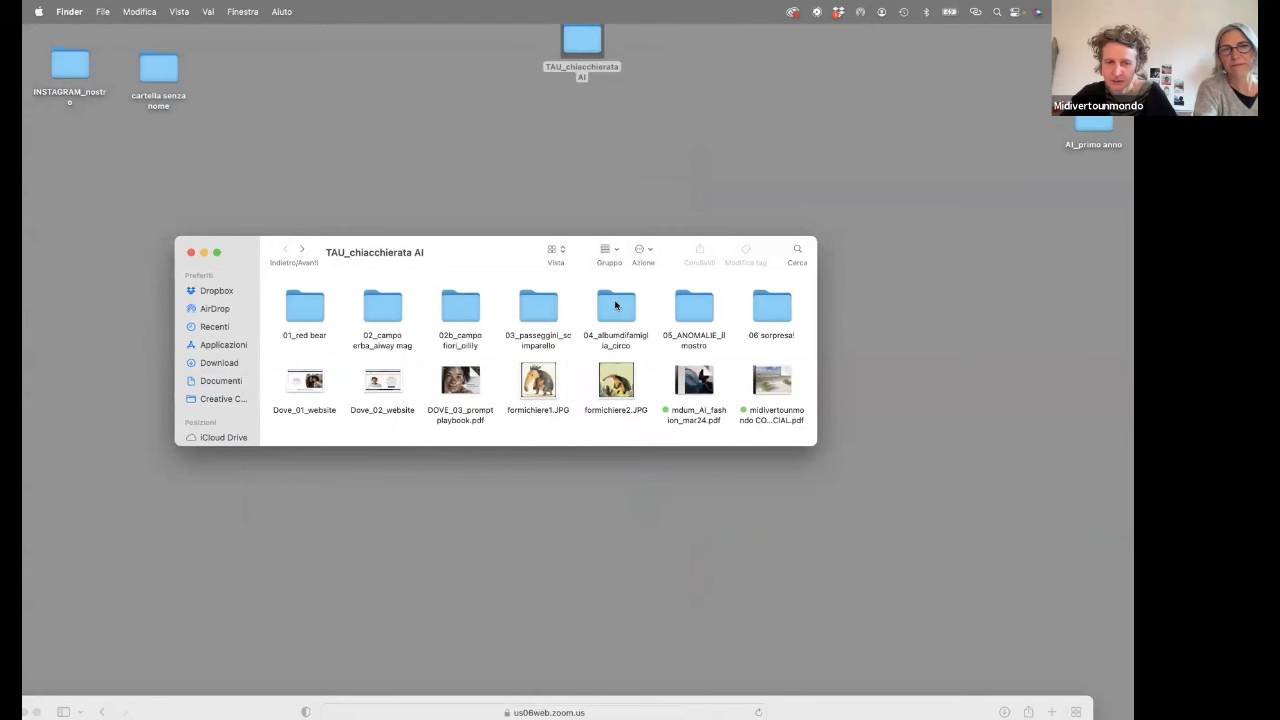 Finder File Modifica Vista Vai Finestra Aiuto
TAU_chiacchierata
AI
INSTAGRAM_nostr
o
cartella senza
nome
Midivertounmondo
AI_primo anno
TAU_chiacchierata AI
Indietro/Avanti Vista Gruppo Azione Condividi Modifica tag Cerca
Preferiti
Dropbox
AirDrop
Recenti
Applicazioni
Download
Documenti
Creative C...
Posizioni
iCloud Drive
01_red bear
02_campo
erba_aiway mag
02b_campo
fiori_oilily
03_passeggini_sc
imparello
04_albumdifamigl
ia_circo
05_ANOMALIE_il
mostro
06 sorpresa!
Dove_01_website
Dove_02_website
DOVE_03_prompt
playbook.pdf
formichiere1.JPG
formichiere2.JPG
mdum_AI_fash
ion_mar24.pdf
midivertounmo
ndo CO...CIAL.pdf
us06web.zoom.us